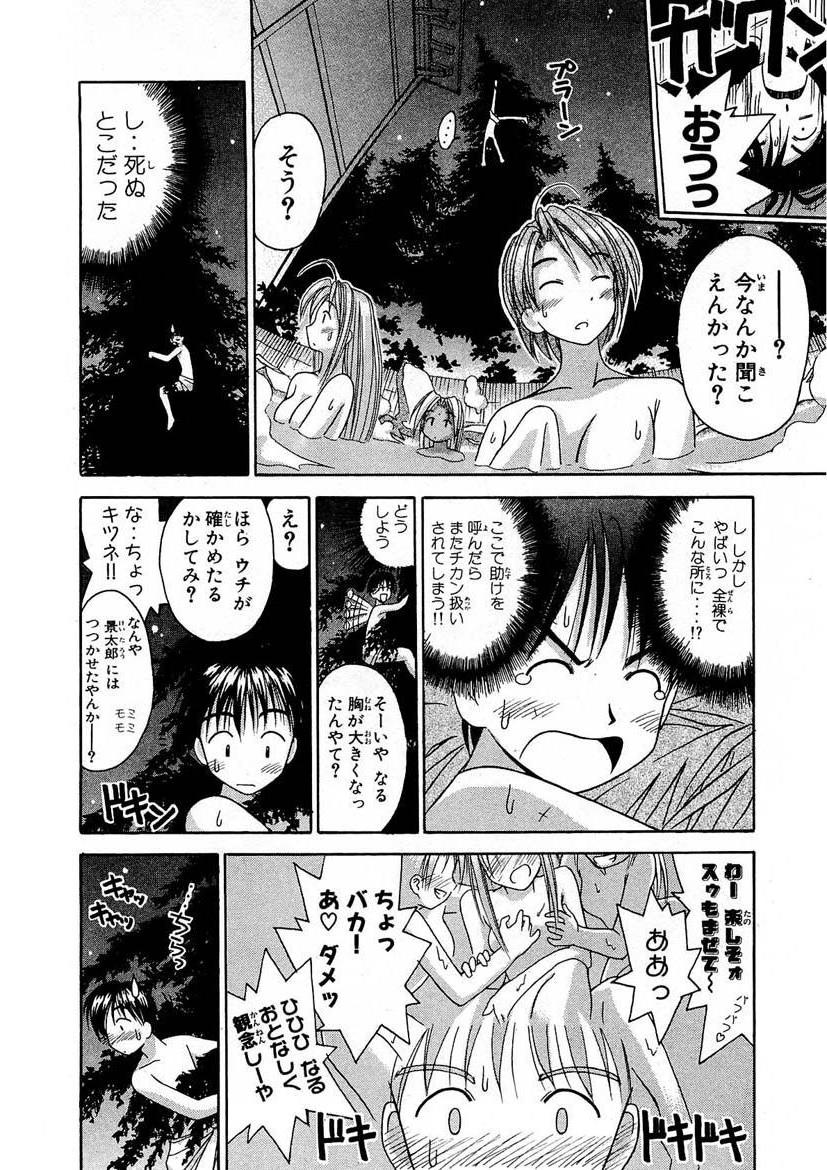 ガクン
おうっ
プラーン
……
――?
今なんか聞こ
えんかった?
そう?
し‥死ぬ
とこだった
し しかし
やばいっ 全裸で
こんな所に‥‥!?
ここで助けを
呼んだら
またチカン扱い
されてしまう!!
どう
しよう
そーいや なる
胸が大きくなっ
たんやて?
え?
ほら ウチが
確かめたる
かしてみ?
な‥ちょっ
キツネ!!
なんや
景太郎には
つつかせたやんか――?
ミミ
モモ
ドキン
わー 楽しそォ
スゥもまぜて〜
ああっ
ちょっ
バカ!
あ♡ ダメッ
ひひひ なる
おとなしく
観念しーや
ドキ
ドキドキ
キャッ
キャッ